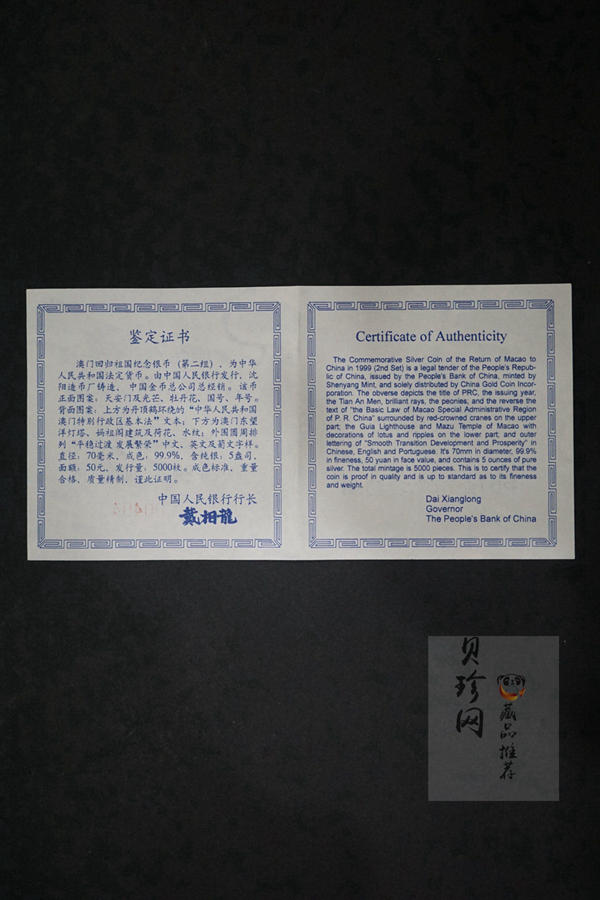 鉴定证书
澳门回归祖国纪念银币（第二组），为中华
人民共和国法定货币。由中国人民银行发行，沈
阳造币厂铸造，中国金币总公司总经销。该币
正面图案：天安门及光芒、牡丹花，国号、年号。
背面图案：上方为丹顶鹤环绕的“中华人民共和国
澳门特别行政区基本法”文本；下方为澳门东望
洋灯塔、妈祖阁建筑及荷花、水纹；外围圆周排
列“平稳过渡 发展繁荣”中文、英文及葡文字样。
直径：70毫米，成色：99.9%，含纯银：5盎司，
面额：50元，发行量：5000枚。成色标准，重量
合格，质量精制，谨此证明。
中国人民银行行长
戴相龍
Certificate of Authenticity
The Commemorative Silver Coin of the Return of Macao to
China in 1999 (2nd Set) is a legal tender of the People's Repub-
lic of China, issued by the People's Bank of China, minted by
Shenyang Mint, and solely distributed by China Gold Coin Incor-
poration. The obverse depicts the title of PRC, the issuing year,
the Tian An Men, brilliant rays, the peonies, and the reverse the
text of "the Basic Law of Macao Special Administrative Region
of P. R. China" surrounded by red-crowned cranes on the upper
part; the Guia Lighthouse and Mazu Temple of Macao with
decorations of lotus and ripples on the lower part; and outer
lettering of "Smooth Transition Development and Prosperity" in
Chinese, English and Portuguese. It's 70mm in diameter, 99.9%
in fineness, 50 yuan in face value, and contains 5 ounces of pure
silver. The total mintage is 5000 pieces. This is to certify that the
coin is proof in quality and is up to standard as to its fineness
and weight.
Dai Xianglong
Governor
The People's Bank of China
贝珍网
藏品推荐